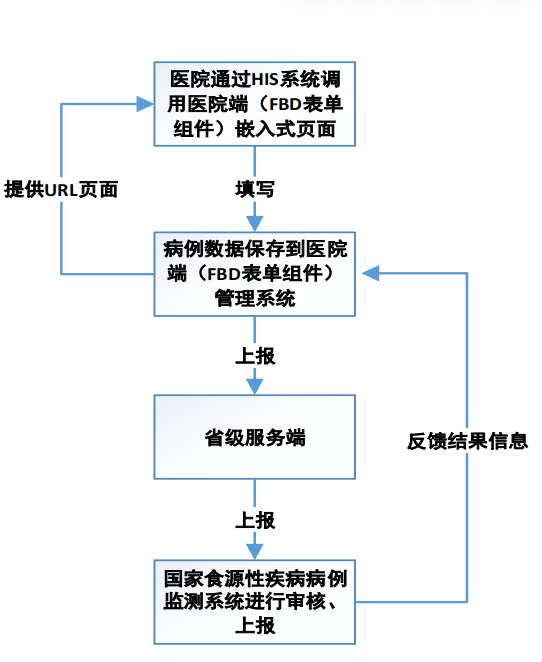 医院通过HIS系统调
用医院端（FBD表单
组件）嵌入式页面
提供URL页面
填写
病例数据保存到医院
端（FBD表单组件）
管理系统
上报
省级服务端
反馈结果信息
上报
国家食源性疾病病例
监测系统进行审核、
上报